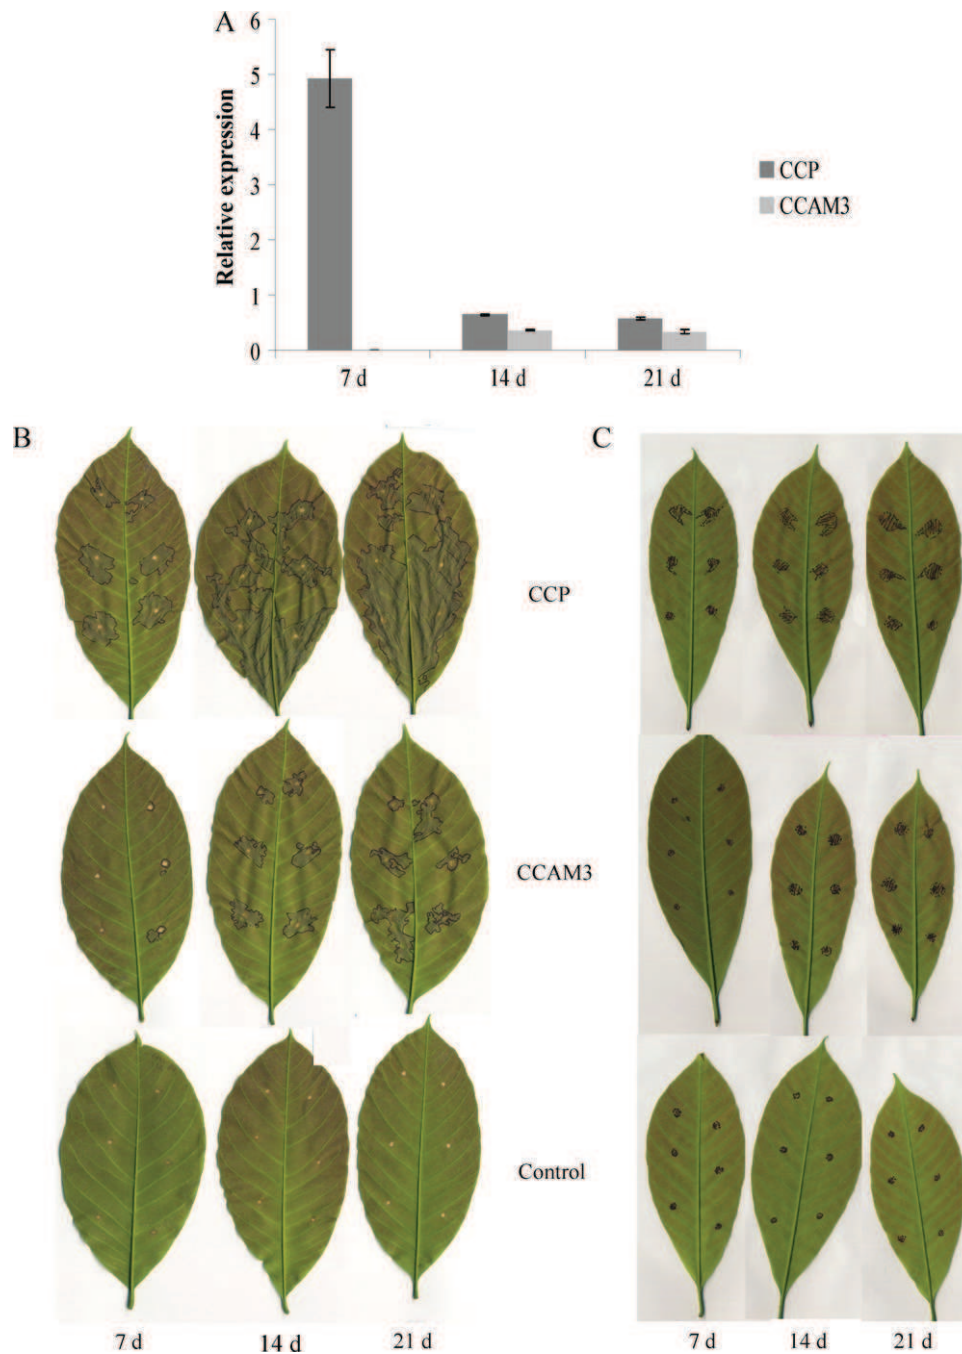 A
Relative expression
6
5
4
3
2
1
0
7 d
14 d
21 d
CCP
CCAM3
B
C
CCP
CCAM3
Control
7 d
14 d
21 d
7 d
14 d
21 d